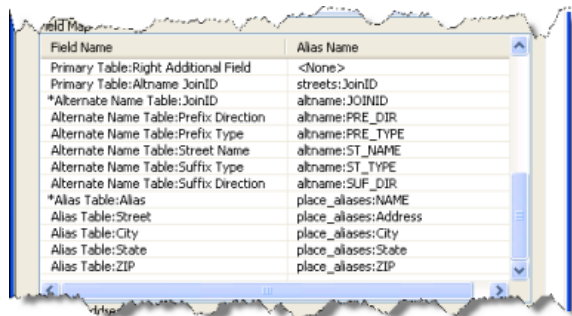 Field Map
Field Name Alias Name
Primary Table:Right Additional Field <None>
Primary Table:Altname JoinID streets:JoinID
*Alternate Name Table:JoinID altname:JOINID
Alternate Name Table:Prefix Direction altname:PRE_DIR
Alternate Name Table:Prefix Type altname:PRE_TYPE
Alternate Name Table:Street Name altname:ST_NAME
Alternate Name Table:Suffix Type altname:ST_TYPE
Alternate Name Table:Suffix Direction altname:SUF_DIR
*Alias Table:Alias place_aliases:NAME
Alias Table:Street place_aliases:Address
Alias Table:City place_aliases:City
Alias Table:State place_aliases:State
Alias Table:ZIP place_aliases:ZIP